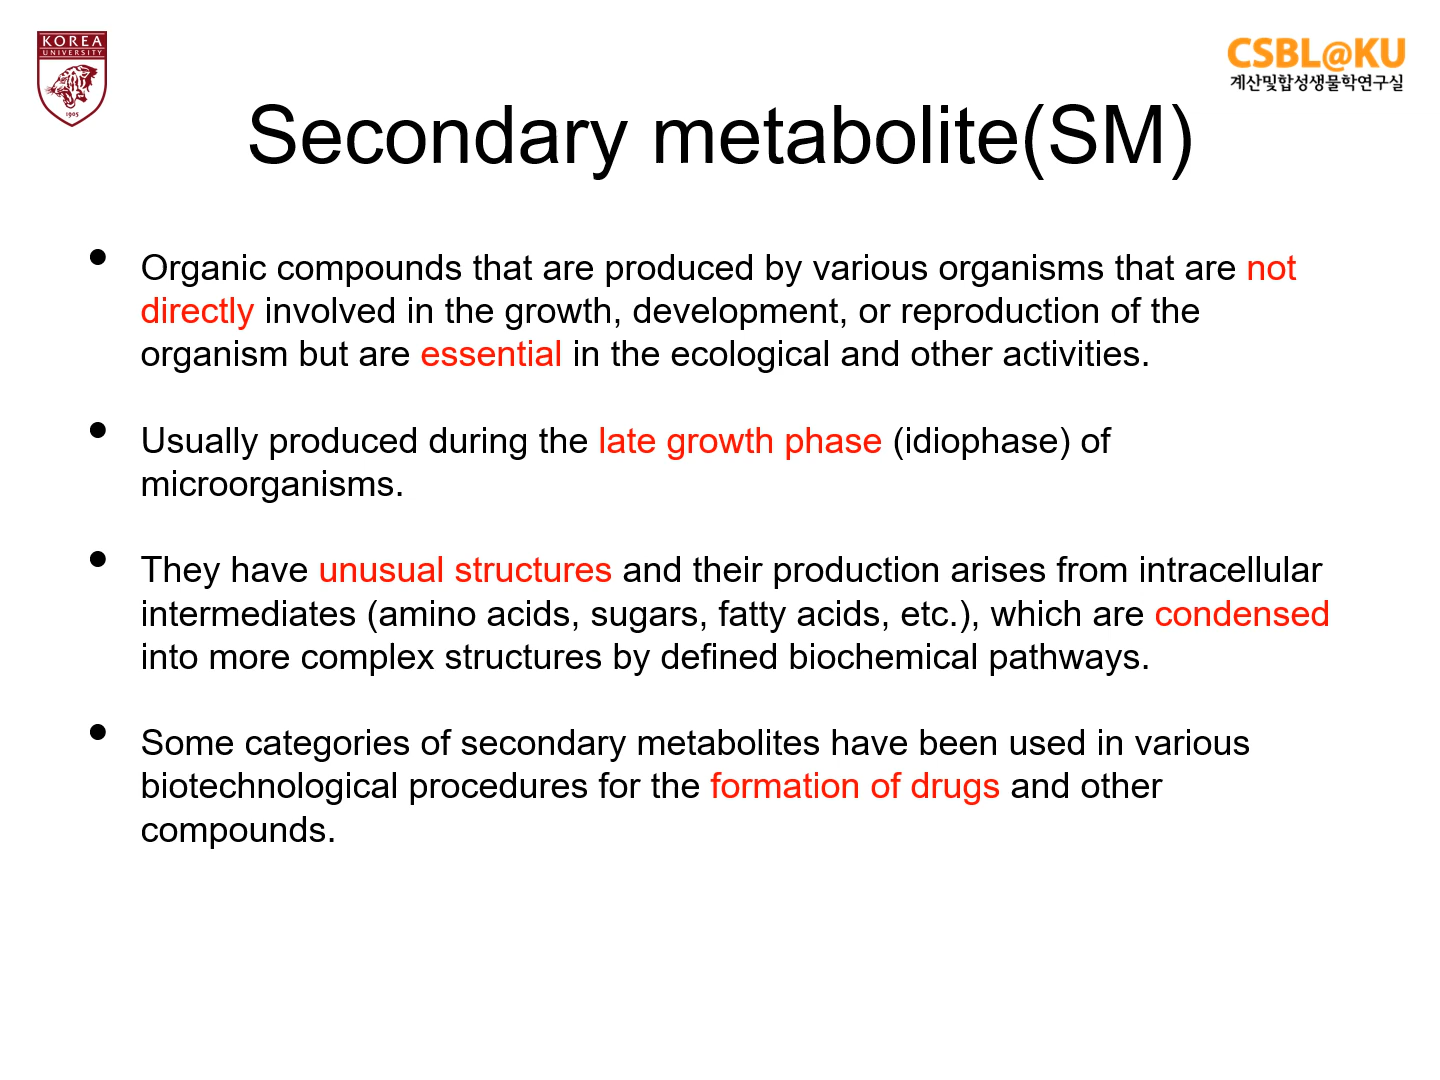 KOREA
UNIVERSITY
1905
CSBL@KU
계산및합성생물학연구실
Secondary metabolite(SM)
• Organic compounds that are produced by various organisms that are not
directly involved in the growth, development, or reproduction of the
organism but are essential in the ecological and other activities.
• Usually produced during the late growth phase (idiophase) of
microorganisms.
• They have unusual structures and their production arises from intracellular
intermediates (amino acids, sugars, fatty acids, etc.), which are condensed
into more complex structures by defined biochemical pathways.
• Some categories of secondary metabolites have been used in various
biotechnological procedures for the formation of drugs and other
compounds.